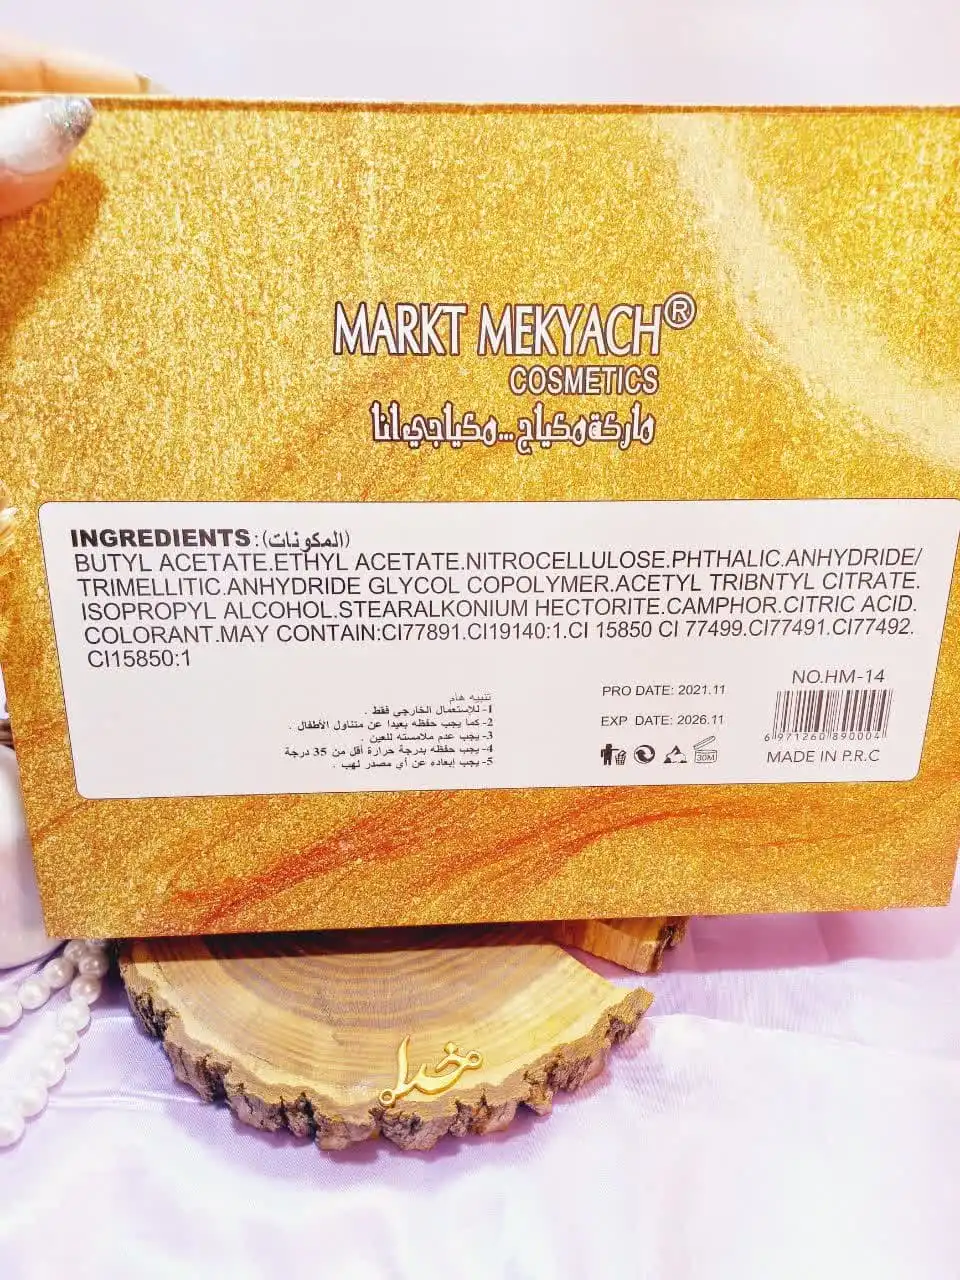 MARKT MEKYACH®
COSMETICS
ماركة مكياج...مكياجي انا
INGREDIENTS:(المكونات)
BUTYL ACETATE.ETHYL ACETATE.NITROCELLULOSE.PHTHALIC.ANHYDRIDE/
TRIMELLITIC.ANHYDRIDE GLYCOL COPOLYMER.ACETYL TRIBNTYL CITRATE.
ISOPROPYL ALCOHOL.STEARALKONIUM HECTORITE.CAMPHOR.CITRIC ACID.
COLORANT.MAY CONTAIN:CI77891.CI19140:1.CI 15850 CI 77499.CI77491.CI77492.
CI15850:1
تنبيه هام
1- للإستعمال الخارجي فقط .
2- كما يجب حفظه بعيدا عن متناول الأطفال .
3- يجب عدم ملامسته للعين .
4- يجب حفظه بدرجة حرارة أقل من 35 درجة
5- يجب إبعاده عن أي مصدر لهب .
PRO DATE: 2021.11
EXP DATE: 2026.11
30M
NO.HM-14
6 971260 890004
MADE IN P.R.C